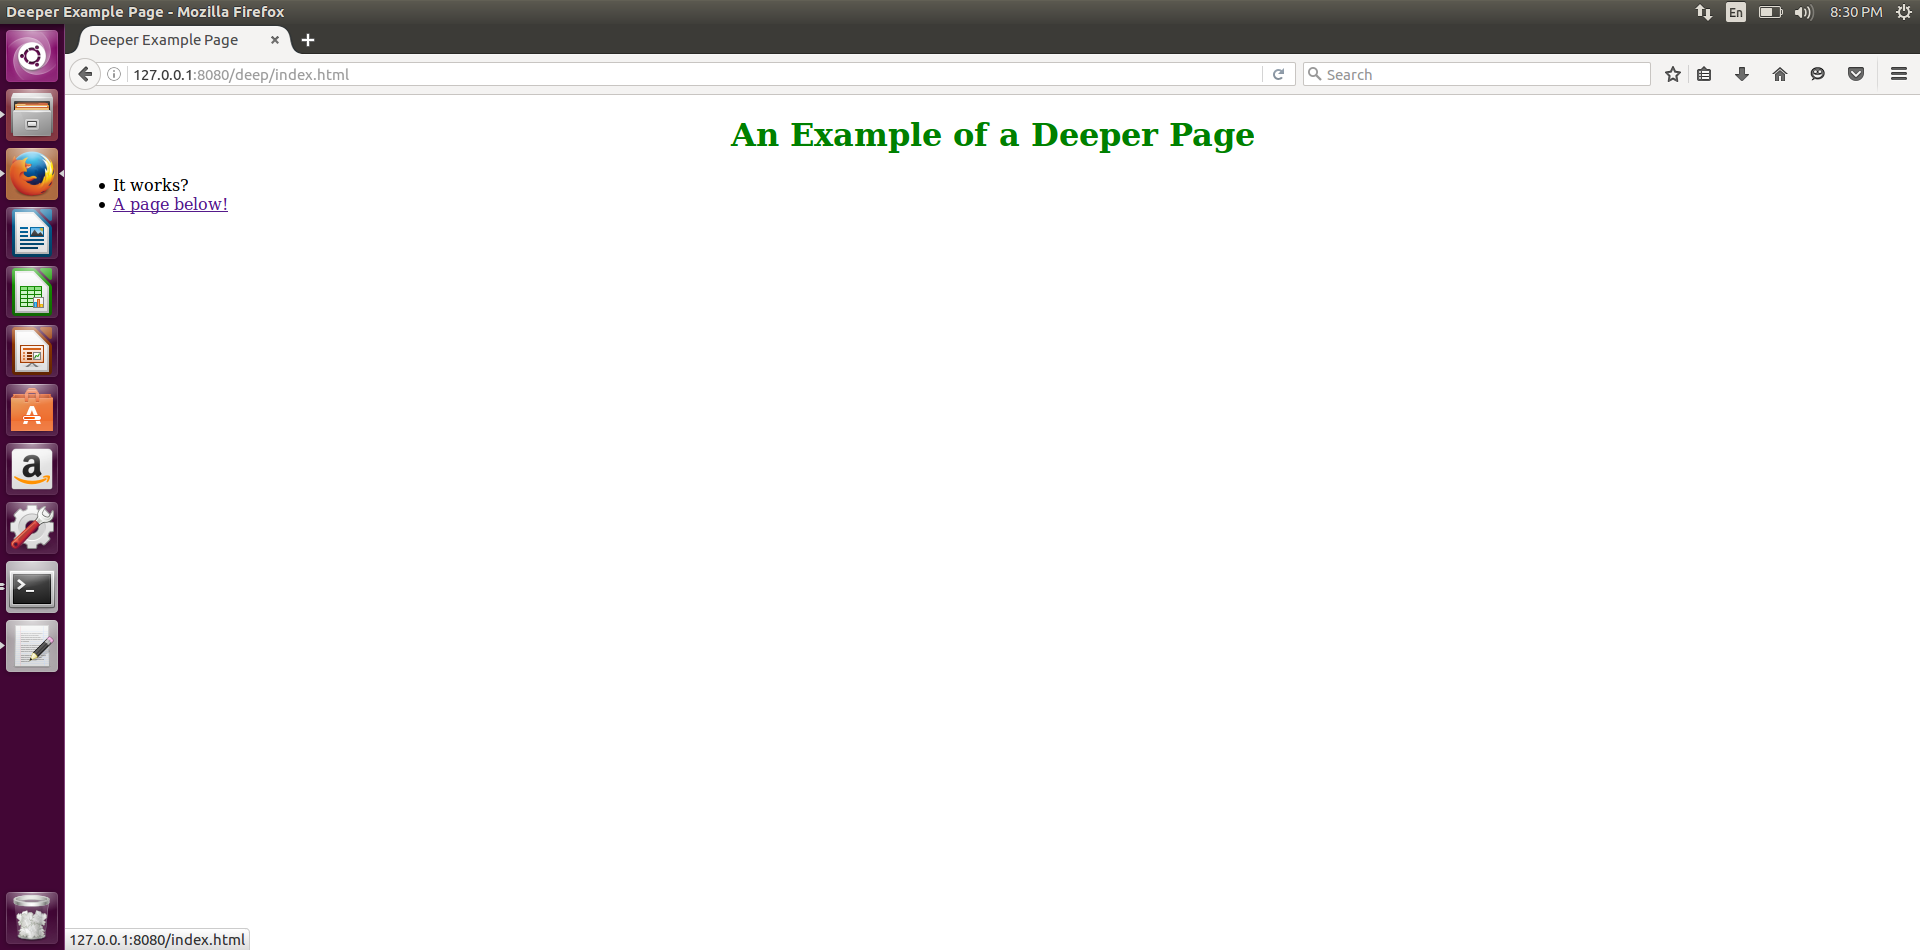 Deeper Example Page - Mozilla Firefox
En
8:30 PM
Deeper Example Page
127.0.0.1:8080/deep/index.html
Search
An Example of a Deeper Page
It works?
A page below!
A
a
>_
127.0.0.1:8080/index.html